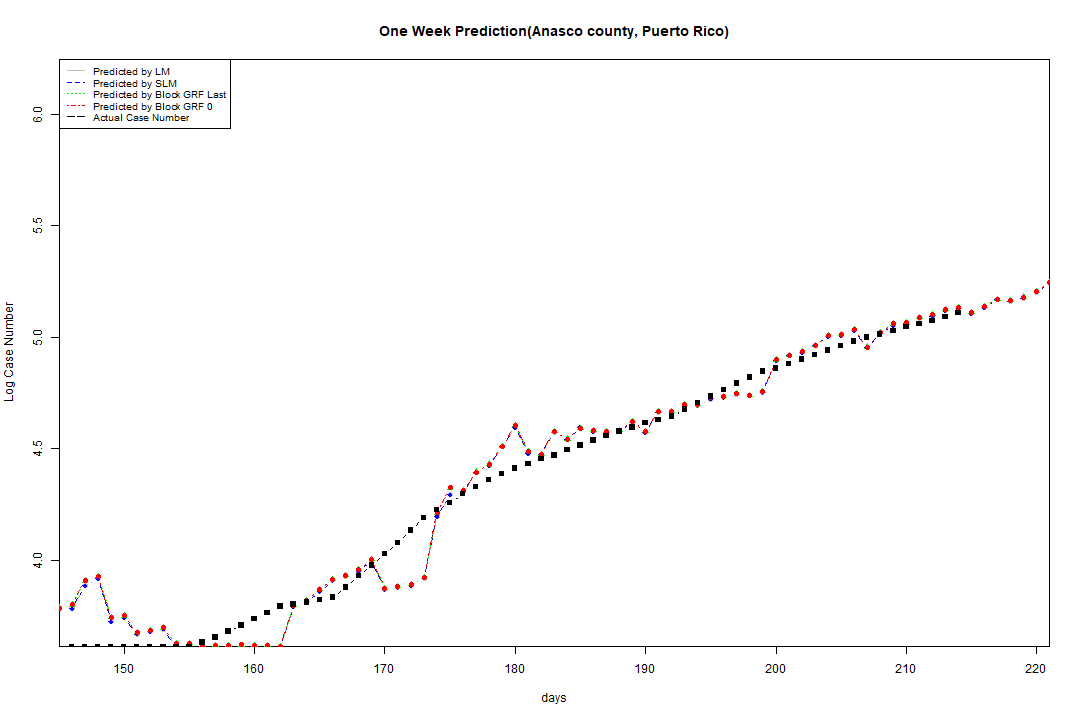 One Week Prediction(Anasco county, Puerto Rico)
Predicted by LM
Predicted by SLM
Predicted by Block GRF Last
Predicted by Block GRF 0
Actual Case Number
6.0
5.5
5.0
4.5
4.0
Log Case Number
150 160 170 180 190 200 210 220
days